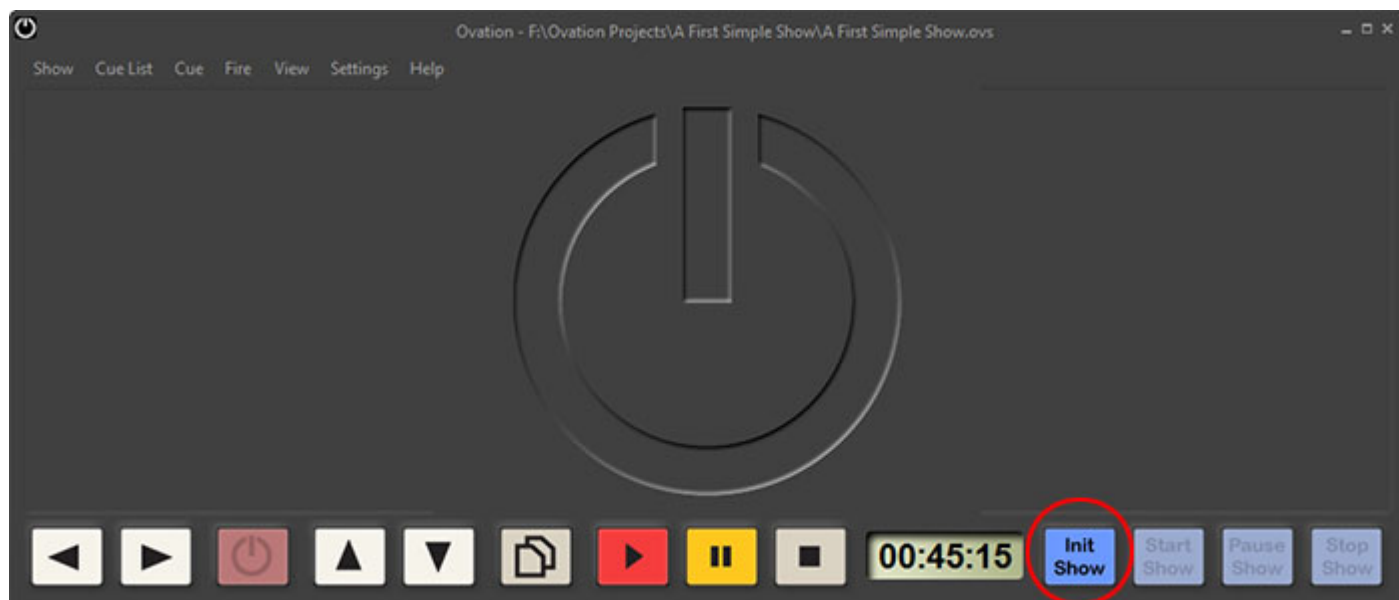 Ovation - F:\Ovation Projects\A First Simple Show\A First Simple Show.ovs
Show Cue List Cue Fire View Settings Help
00:45:15
Init
Show
Start
Show
Pause
Show
Stop
Show